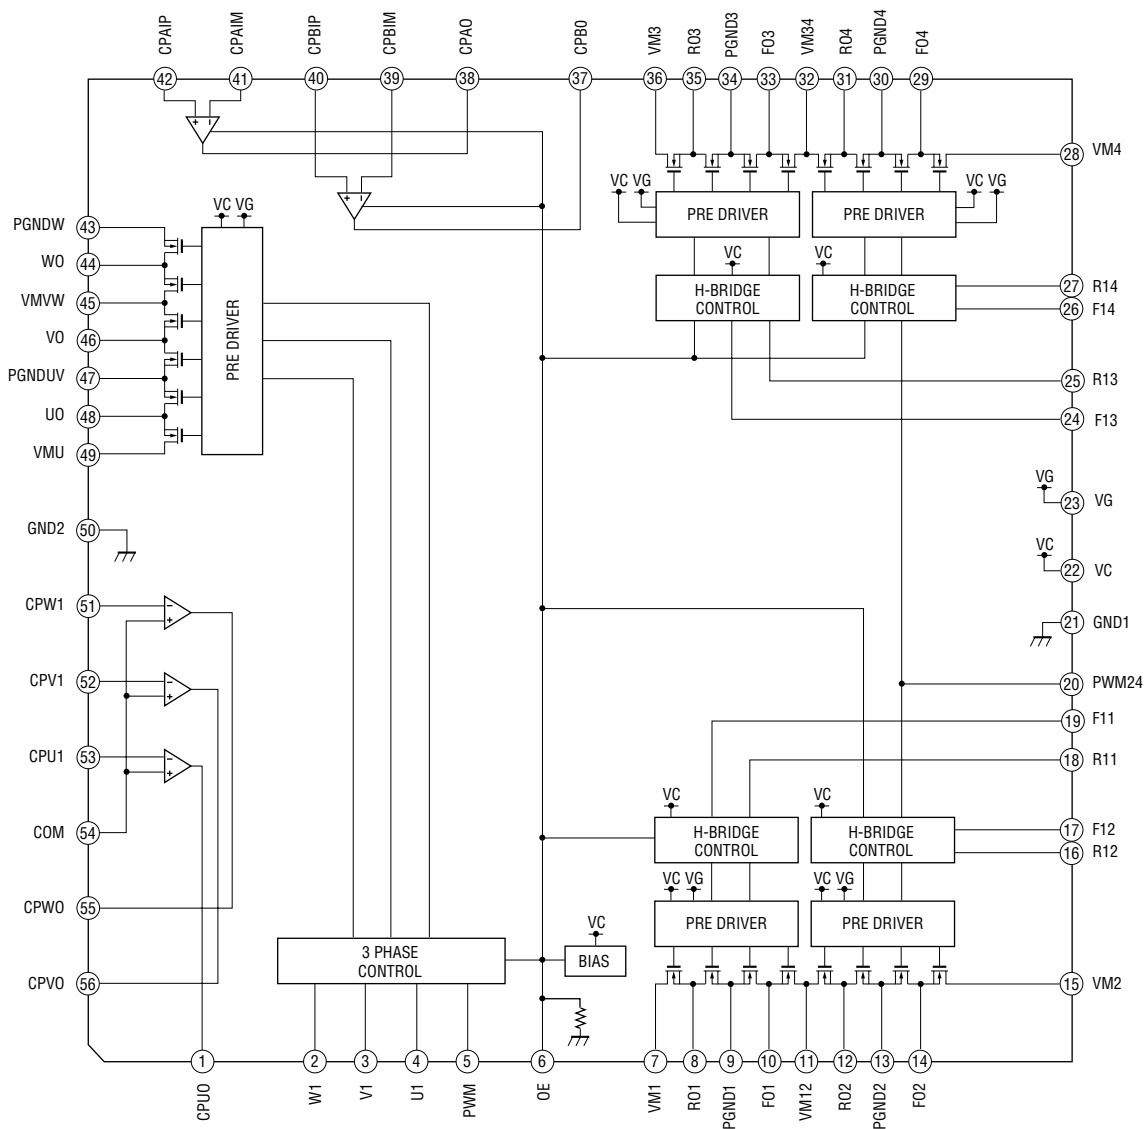 CPAIP
CPAIM
CPBIP
CPBIM
CPAO
CPBO
VM3
RO3
PGND3
FO3
VM34
RO4
PGND4
FO4
42
41
40
39
38
37
36
35
34
33
32
31
30
29
+ −
28 VM4
+ −
VC VG
PRE DRIVER
PRE DRIVER
VC VG
VC VG
PGNDW 43
WO 44
VMVW 45
VO 46
PGNDUV 47
UO 48
VMU 49
PRE DRIVER
VC
VC
H-BRIDGE
CONTROL
H-BRIDGE
CONTROL
27 R14
26 F14
25 R13
24 F13
VG
23 VG
GND2 50
VC
22 VC
CPW1 51
−
+
21 GND1
CPV1 52
−
+
20 PWM24
19 F11
CPU1 53
−
+
18 R11
COM 54
VC
VC
H-BRIDGE
CONTROL
H-BRIDGE
CONTROL
17 F12
16 R12
VC VG
VC VG
CPWO 55
PRE DRIVER
PRE DRIVER
3 PHASE
CONTROL
VC
BIAS
CPVO 56
15 VM2
1
2
3
4
5
6
7
8
9
10
11
12
13
14
CPUO
W1
V1
U1
PWM
OE
VM1
RO1
PGND1
FO1
VM12
RO2
PGND2
FO2